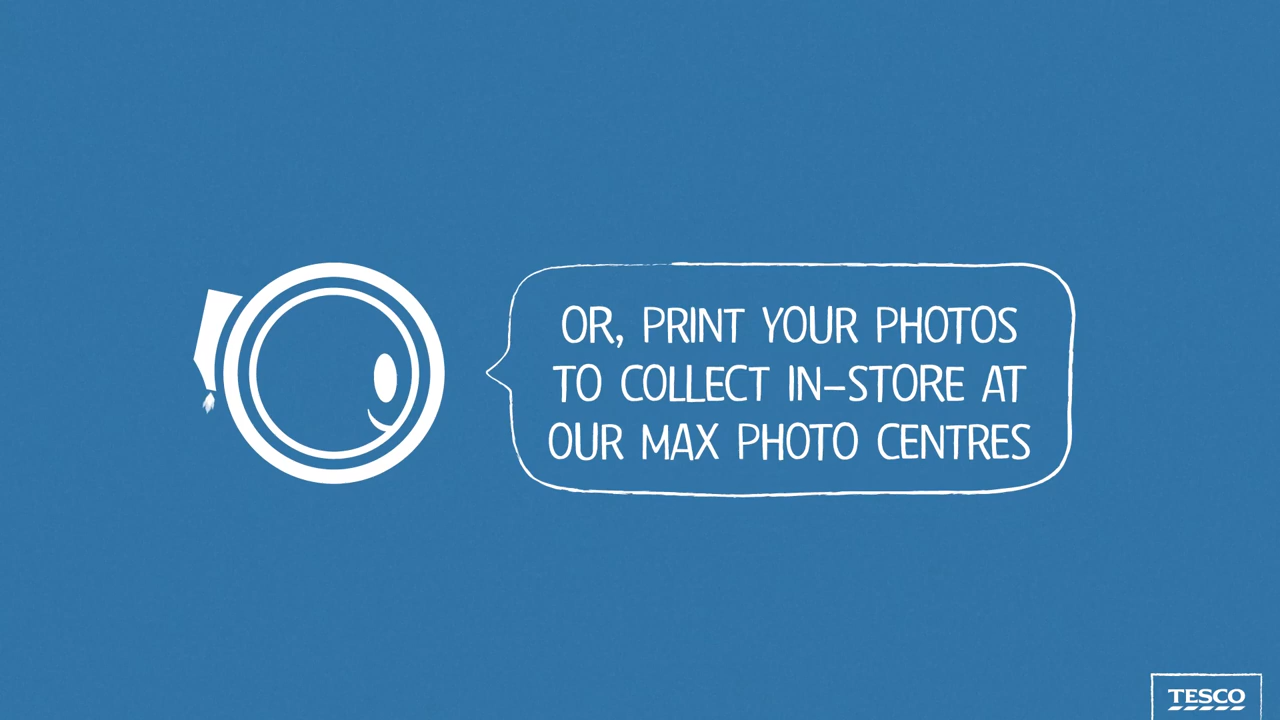 OR, PRINT YOUR PHOTOS
TO COLLECT IN-STORE AT
OUR MAX PHOTO CENTRES
TESCO